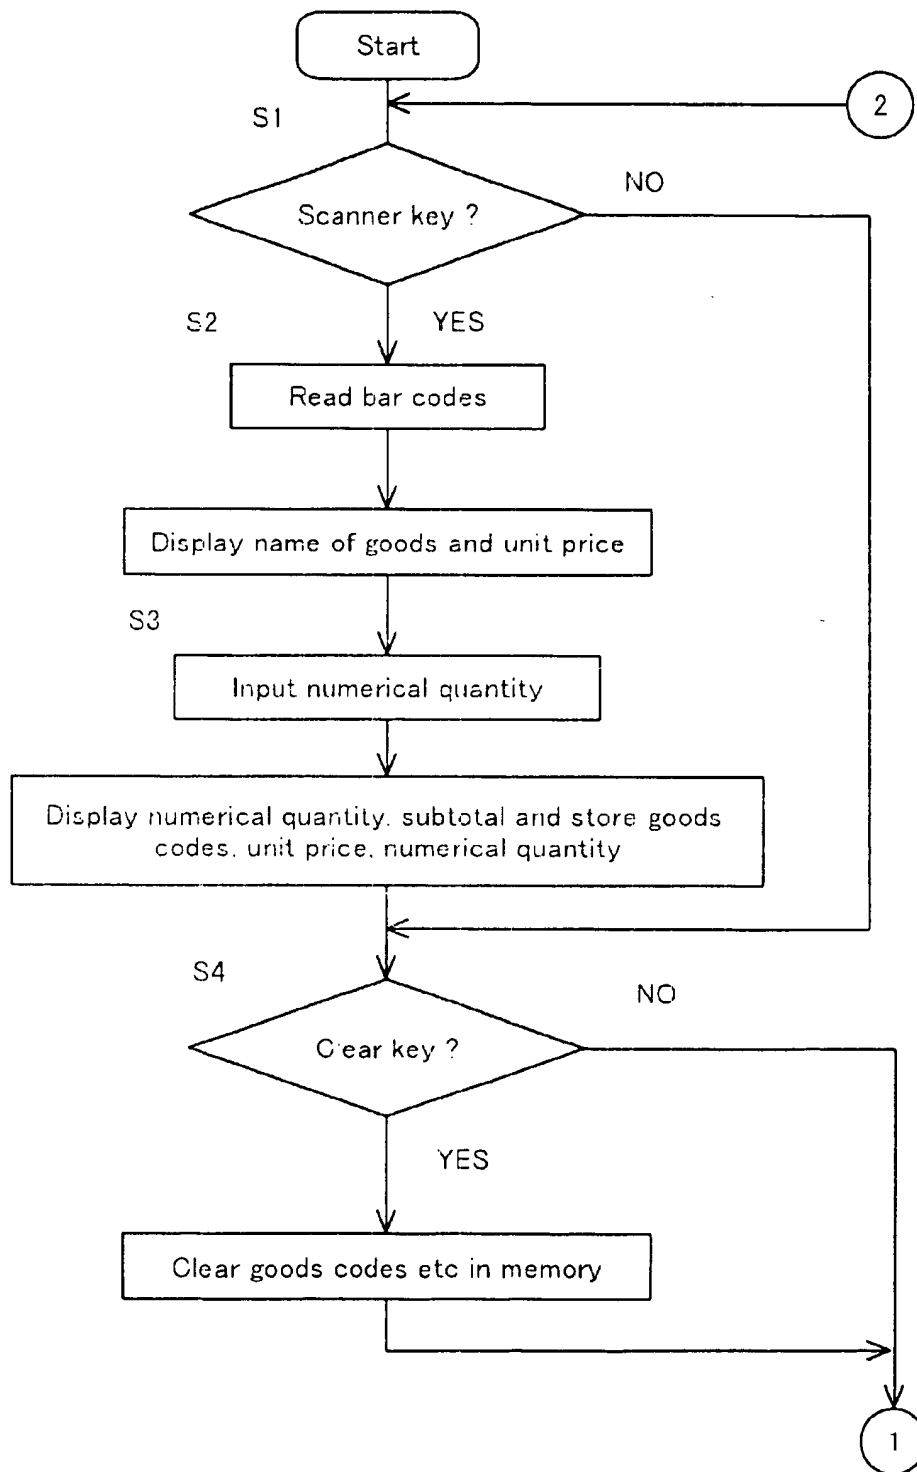 Start
2
S1
NO
Scanner key ?
S2
YES
Read bar codes
Display name of goods and unit price
S3
Input numerical quantity
Display numerical quantity, subtotal and store goods
codes, unit price, numerical quantity
S4
NO
Clear key ?
YES
Clear goods codes etc in memory
1